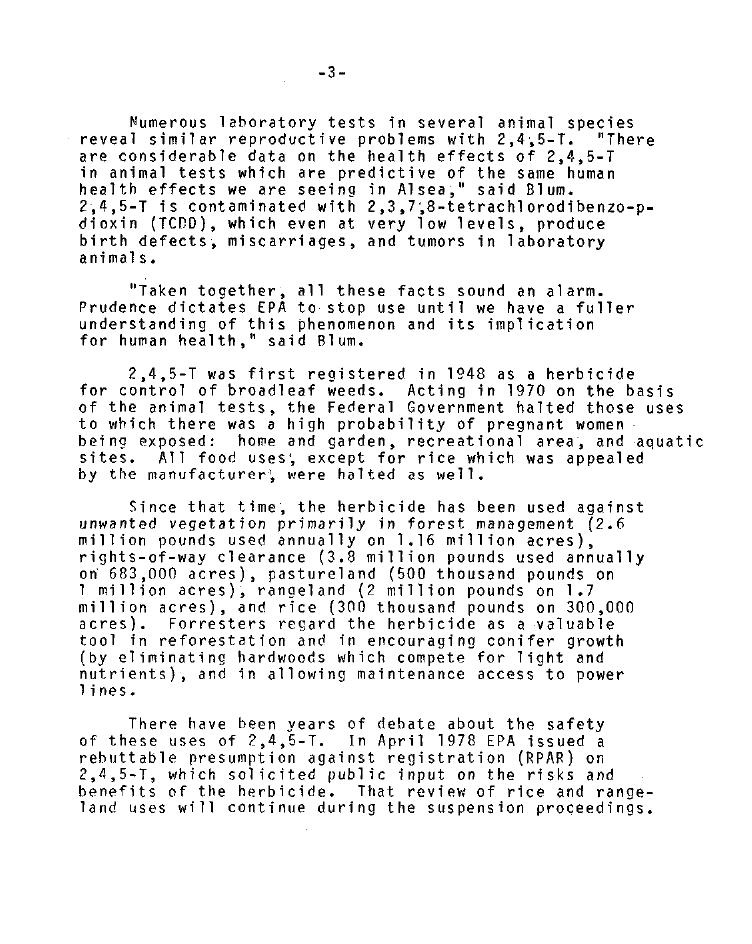 -3-
Numerous laboratory tests in several animal species
reveal similar reproductive problems with 2,4,5-T. "There
are considerable data on the health effects of 2,4,5-T
in animal tests which are predictive of the same human
health effects we are seeing in Alsea," said Blum.
2,4,5-T is contaminated with 2,3,7,8-tetrachlorodibenzo-p-
dioxin (TCDD), which even at very low levels, produce
birth defects, miscarriages, and tumors in laboratory
animals.
"Taken together, all these facts sound an alarm.
Prudence dictates EPA to stop use until we have a fuller
understanding of this phenomenon and its implication
for human health," said Blum.
2,4,5-T was first registered in 1948 as a herbicide
for control of broadleaf weeds. Acting in 1970 on the basis
of the animal tests, the Federal Government halted those uses
to which there was a high probability of pregnant women
being exposed: home and garden, recreational area, and aquatic
sites. All food uses, except for rice which was appealed
by the manufacturer, were halted as well.
Since that time, the herbicide has been used against
unwanted vegetation primarily in forest management (2.6
million pounds used annually on 1.16 million acres),
rights-of-way clearance (3.8 million pounds used annually
on 683,000 acres), pastureland (500 thousand pounds on
1 million acres), rangeland (2 million pounds on 1.7
million acres), and rice (300 thousand pounds on 300,000
acres). Forresters regard the herbicide as a valuable
tool in reforestation and in encouraging conifer growth
(by eliminating hardwoods which compete for light and
nutrients), and in allowing maintenance access to power
lines.
There have been years of debate about the safety
of these uses of 2,4,5-T. In April 1978 EPA issued a
rebuttable presumption against registration (RPAR) on
2,4,5-T, which solicited public input on the risks and
benefits of the herbicide. That review of rice and range-
land uses will continue during the suspension proceedings.